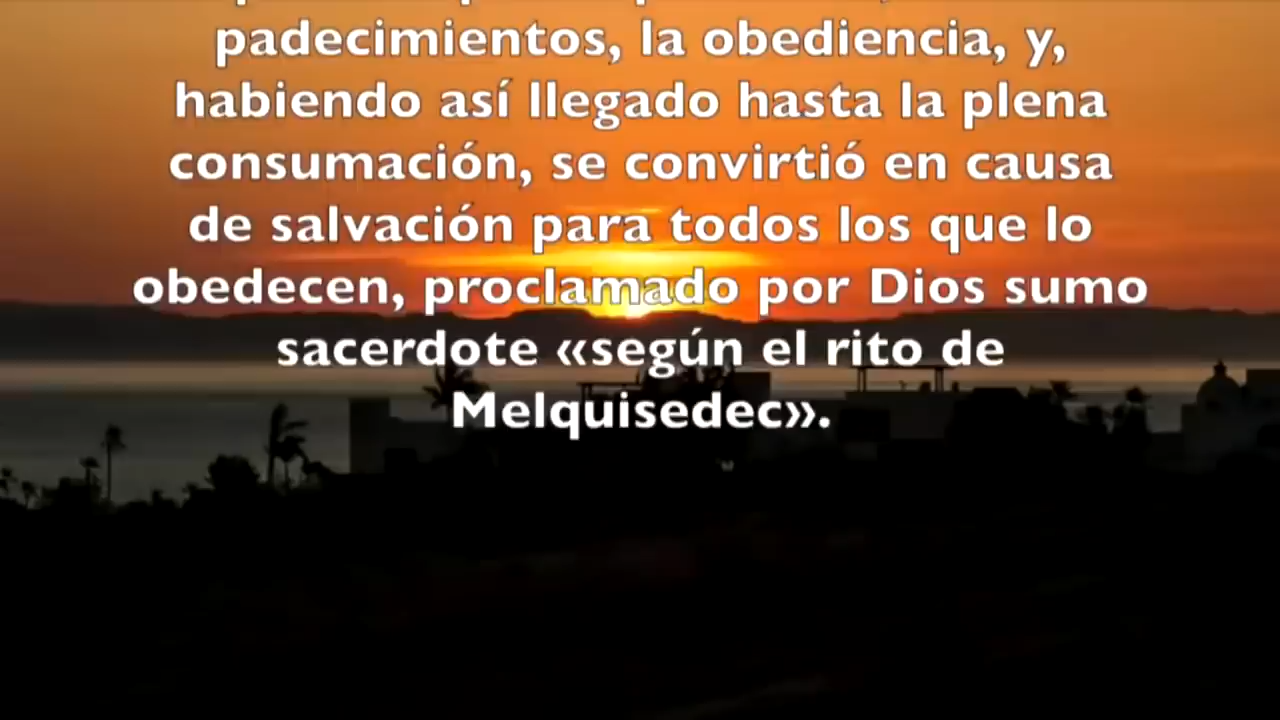 padecimientos, la obediencia, y,
habiendo así llegado hasta la plena
consumación, se convirtió en causa
de salvación para todos los que lo
obedecen, proclamado por Dios sumo
sacerdote «según el rito de
Melquisedec».